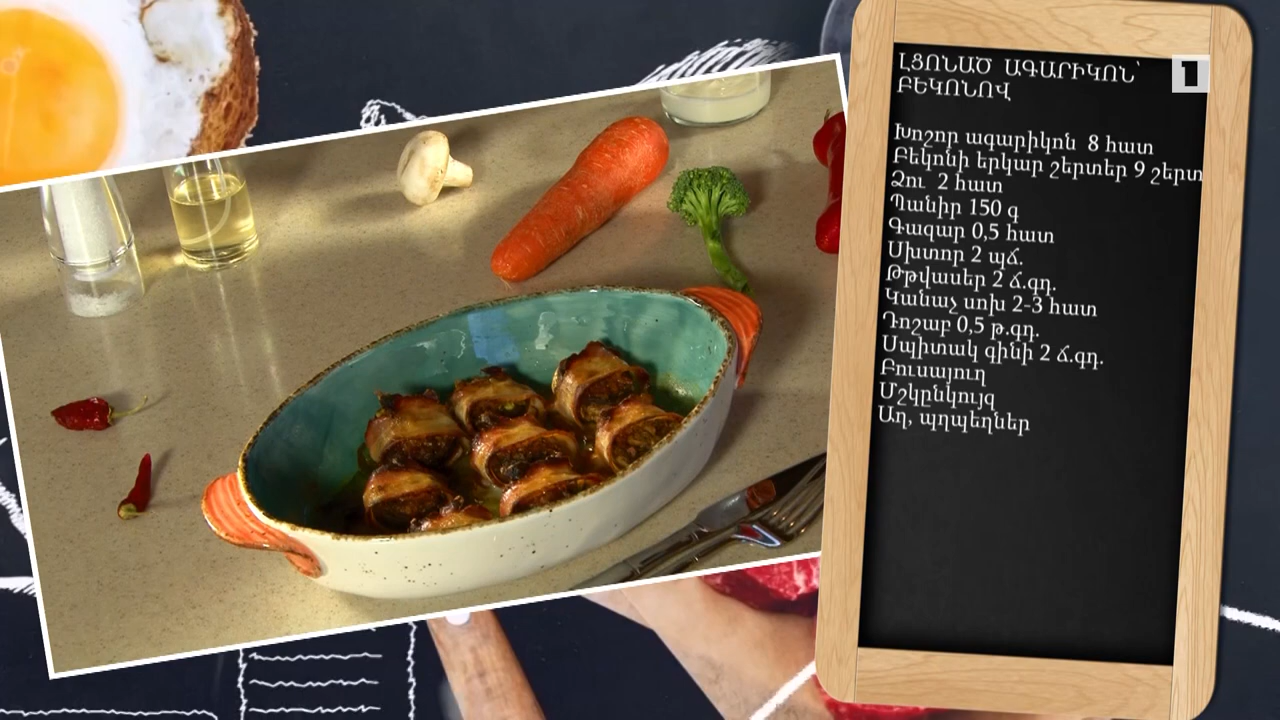 ԼՑՈՆԱԾ ԱԳԱՐԻԿՈՆ՝
ԲԵԿՈՆՈՎ
1
Խոշոր ագարիկոն 8 հատ
Բեկոնի երկար շերտեր 9 շերտ
Ձու 2 հատ
Պանիր 150 գ
Գազար 0,5 հատ
Սխտոր 2 պճ.
Թթվասեր 2 ճ.գդ.
Կանաչ սոխ 2-3 հատ
Դոշաբ 0,5 թ.գդ.
Սպիտակ գինի 2 ճ.գդ.
Բուսայուղ
Մշկընկույզ
Աղ, պղպեղներ